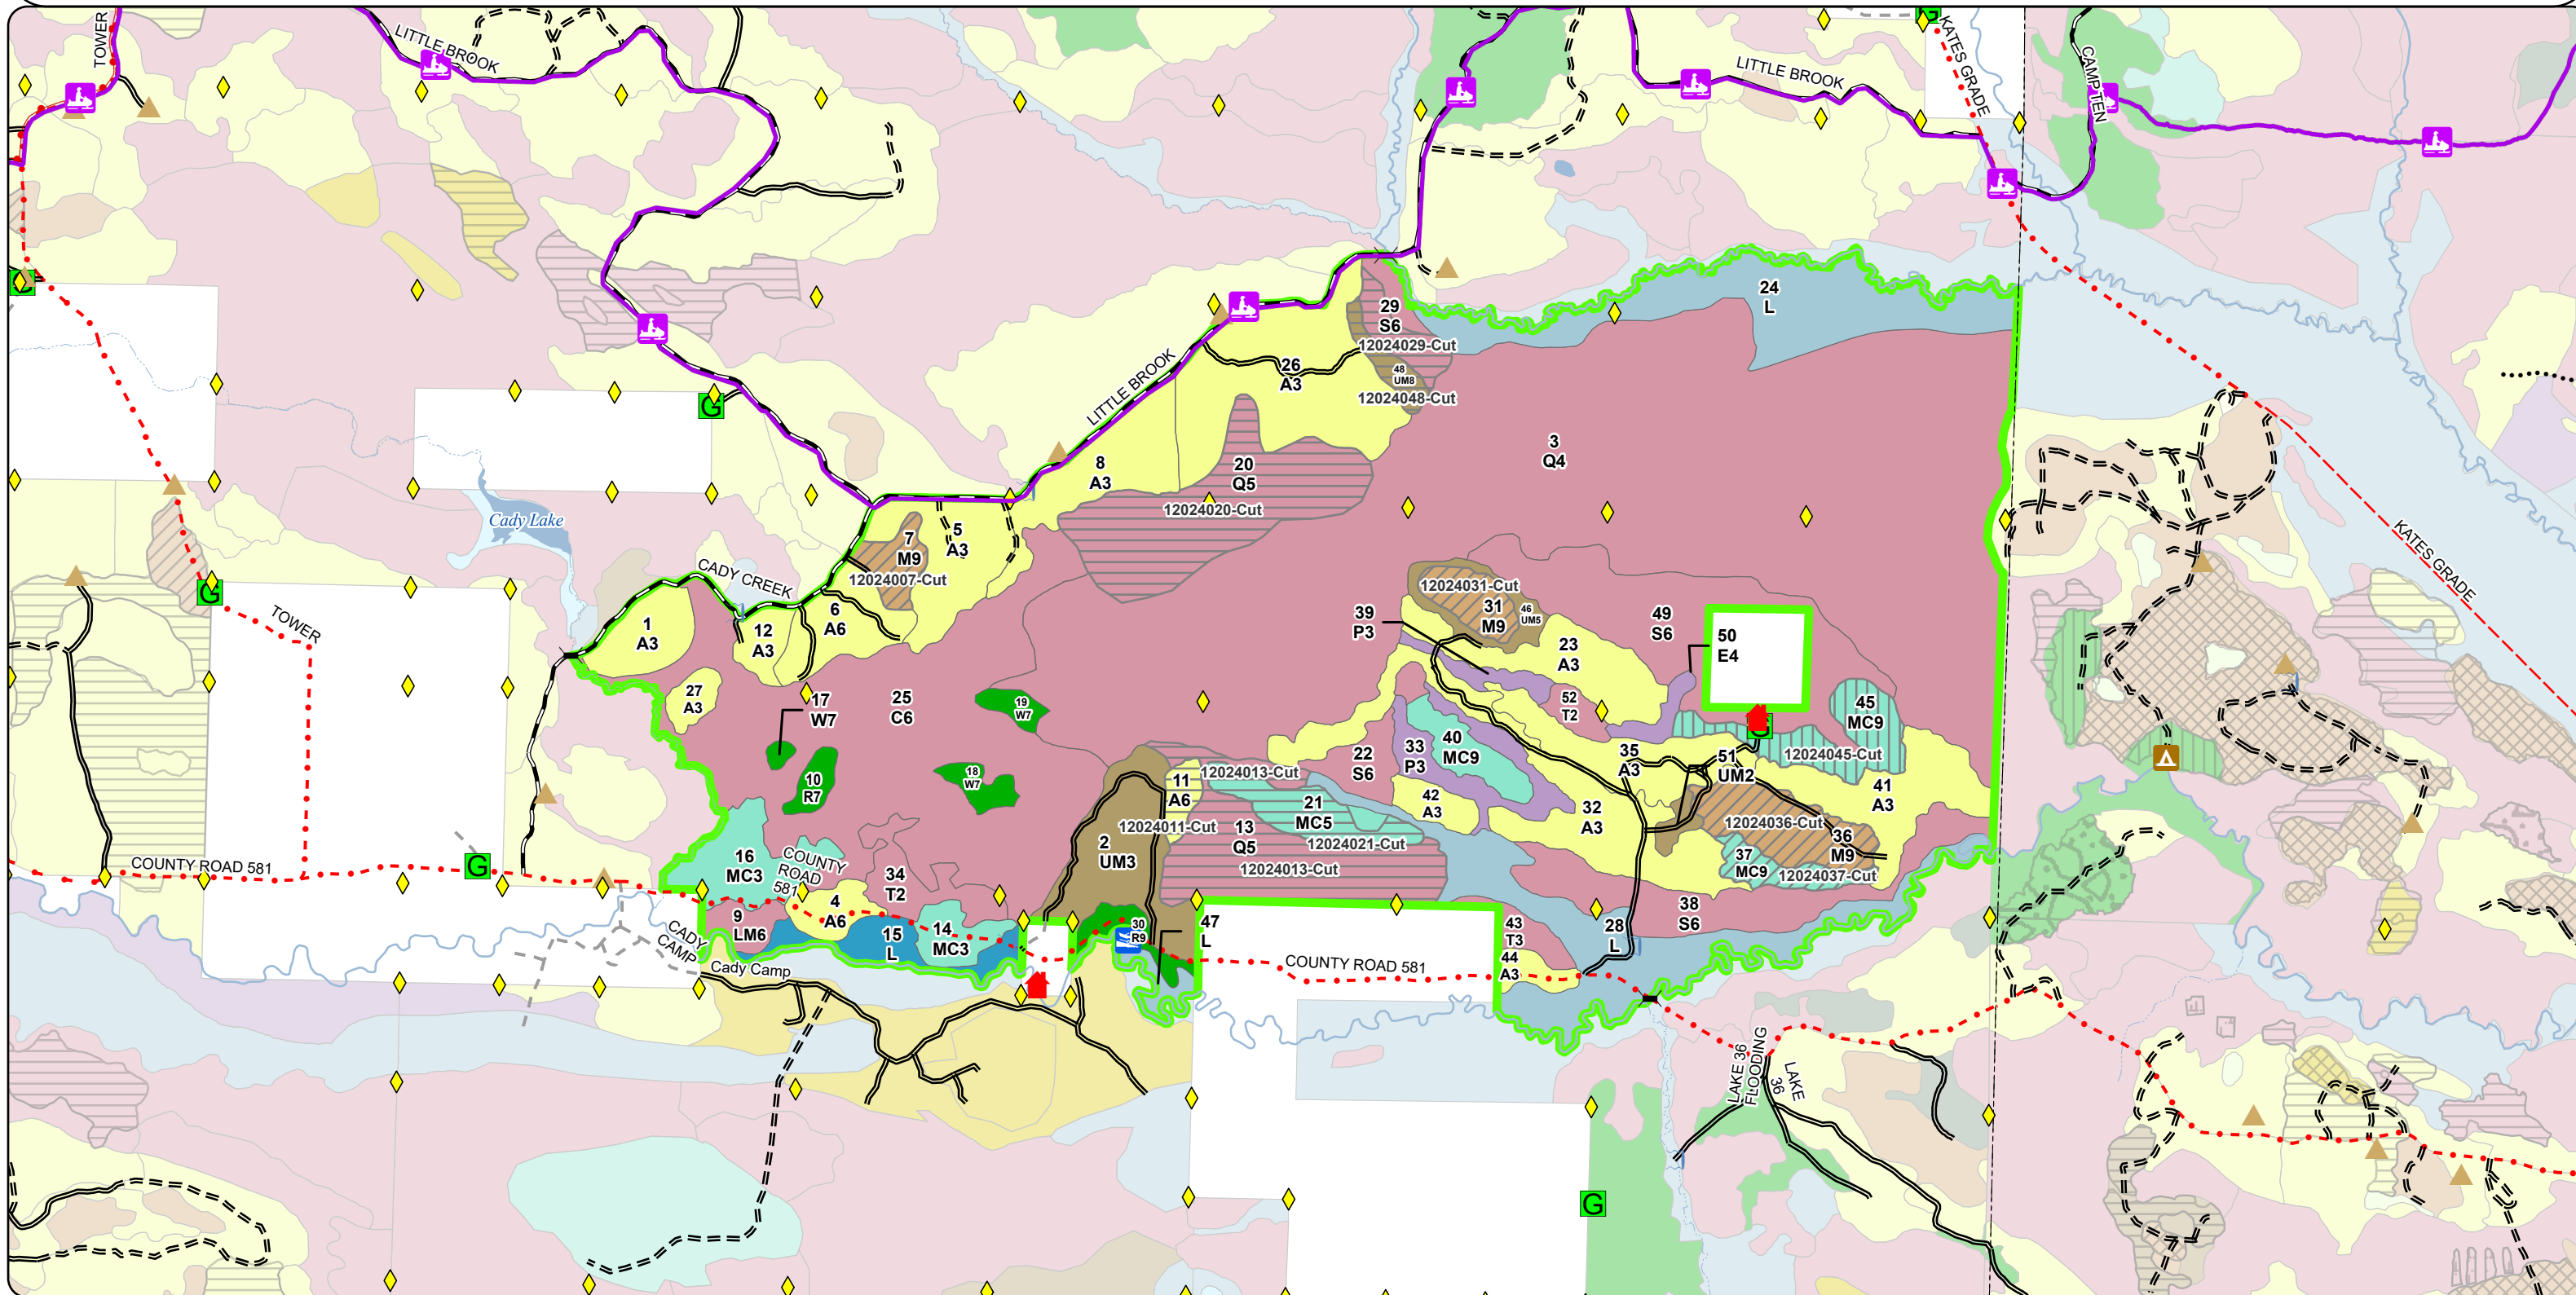 TOWER
LITTLE BROOK
LITTLE BROOK
KATES GRADE
CAMP TEN
G
G
24
L
29
S6
12024029-Cut
48
UM8
12024048-Cut
26
A3
LITTLE BROOK
G
3
Q4
8
A3
20
Q5
12024020-Cut
Cady Lake
5
A3
7
M9
12024007-Cut
KATES GRADE
CADY CREEK
G
TOWER
1
A3
12
A3
6
A6
12024031-Cut
31
M9
46
UM5
39
P3
49
S6
23
A3
50
E4
27
A3
17
W7
25
C6
19
W7
52
T2
45
MC9
G
12024045-Cut
40
MC9
33
P3
22
S6
35
A3
51
UM2
10
R7
18
W7
11
A6
12024013-Cut
21
MC5
42
A3
32
A3
41
A3
12024011-Cut
13
Q5
12024021-Cut
12024036-Cut
36
M9
2
UM3
16
MC3
COUNTY
ROAD
581
34
T2
12024013-Cut
37
MC9
12024037-Cut
COUNTY ROAD 581
G
4
A6
9
LM6
15
L
14
MC3
30
R9
47
L
43
T3
44
A3
28
L
38
S6
CADY
CAMP
Cady Camp
COUNTY ROAD 581
LAKE 36
FLOODING
LAKE
36
G